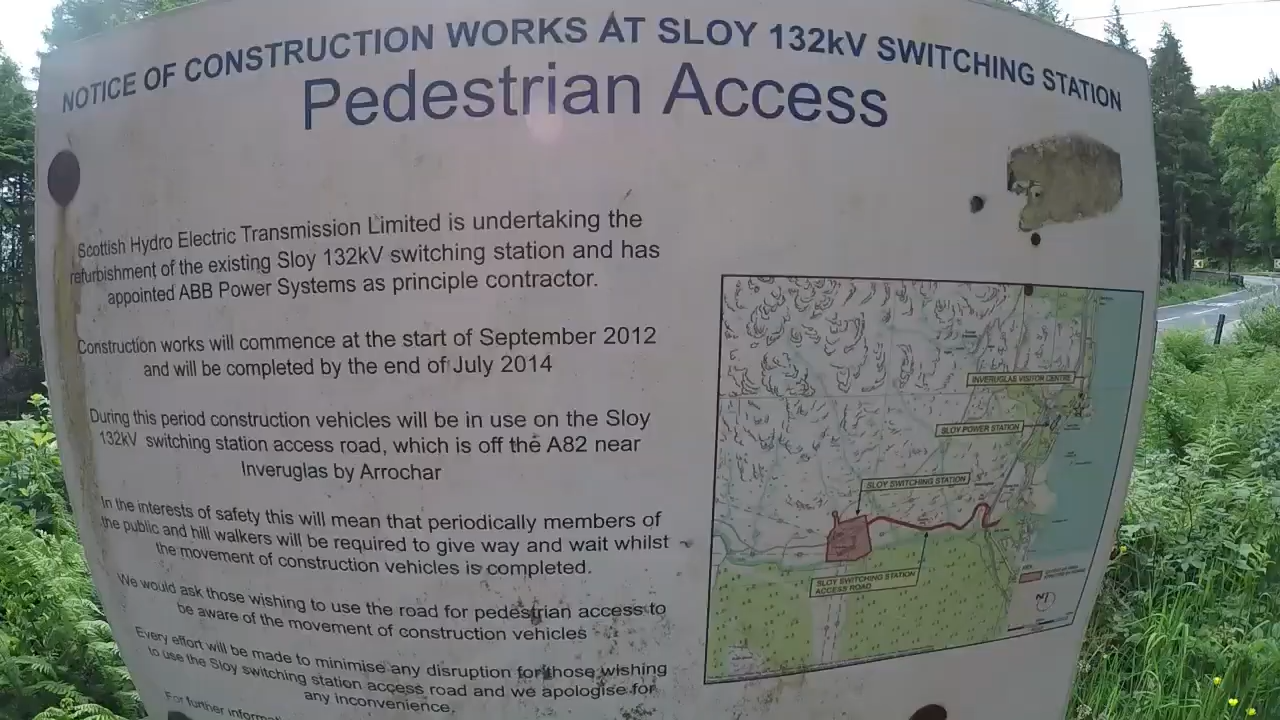 NOTICE OF CONSTRUCTION WORKS AT SLOY 132kV SWITCHING STATION
Pedestrian Access
Scottish Hydro Electric Transmission Limited is undertaking the
refurbishment of the existing Sloy 132kV switching station and has
appointed ABB Power Systems as principle contractor.
Construction works will commence at the start of September 2012
and will be completed by the end of July 2014
During this period construction vehicles will be in use on the Sloy
132kV switching station access road, which is off the A82 near
Inveruglas by Arrochar
In the interests of safety this will mean that periodically members of
the public and hill walkers will be required to give way and wait whilst
the movement of construction vehicles is completed.
We would ask those wishing to use the road for pedestrian access to
be aware of the movement of construction vehicles
Every effort will be made to minimise any disruption for those wishing
to use the Sloy switching station access road and we apologise for
any inconvenience.
For further
INVERUGLAS VISITOR CENTRE
SLOY POWER STATION
SLOY SWITCHING STATION
SLOY SWITCHING STATION
ACCESS ROAD